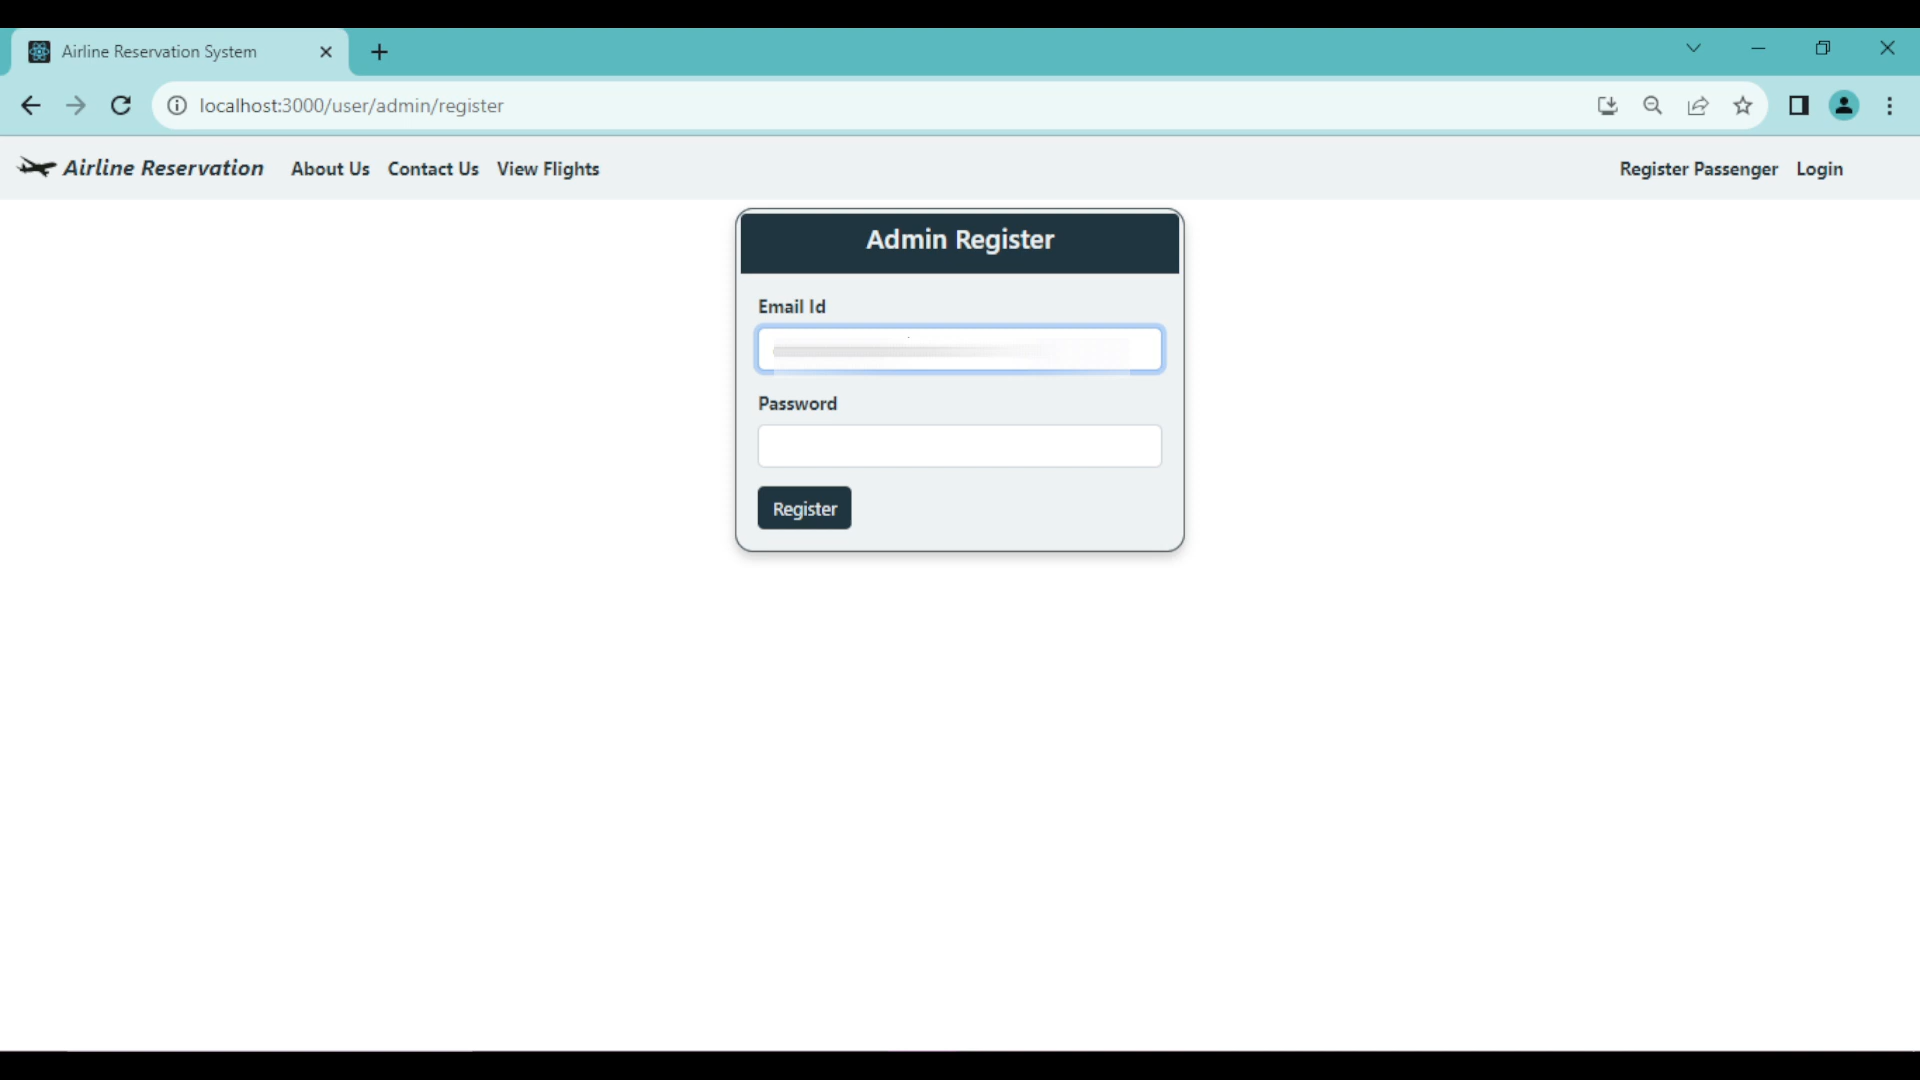 Airline Reservation System
localhost:3000/user/admin/register
Airline Reservation About Us Contact Us View Flights Register Passenger Login
Admin Register
Email Id
Password
Register